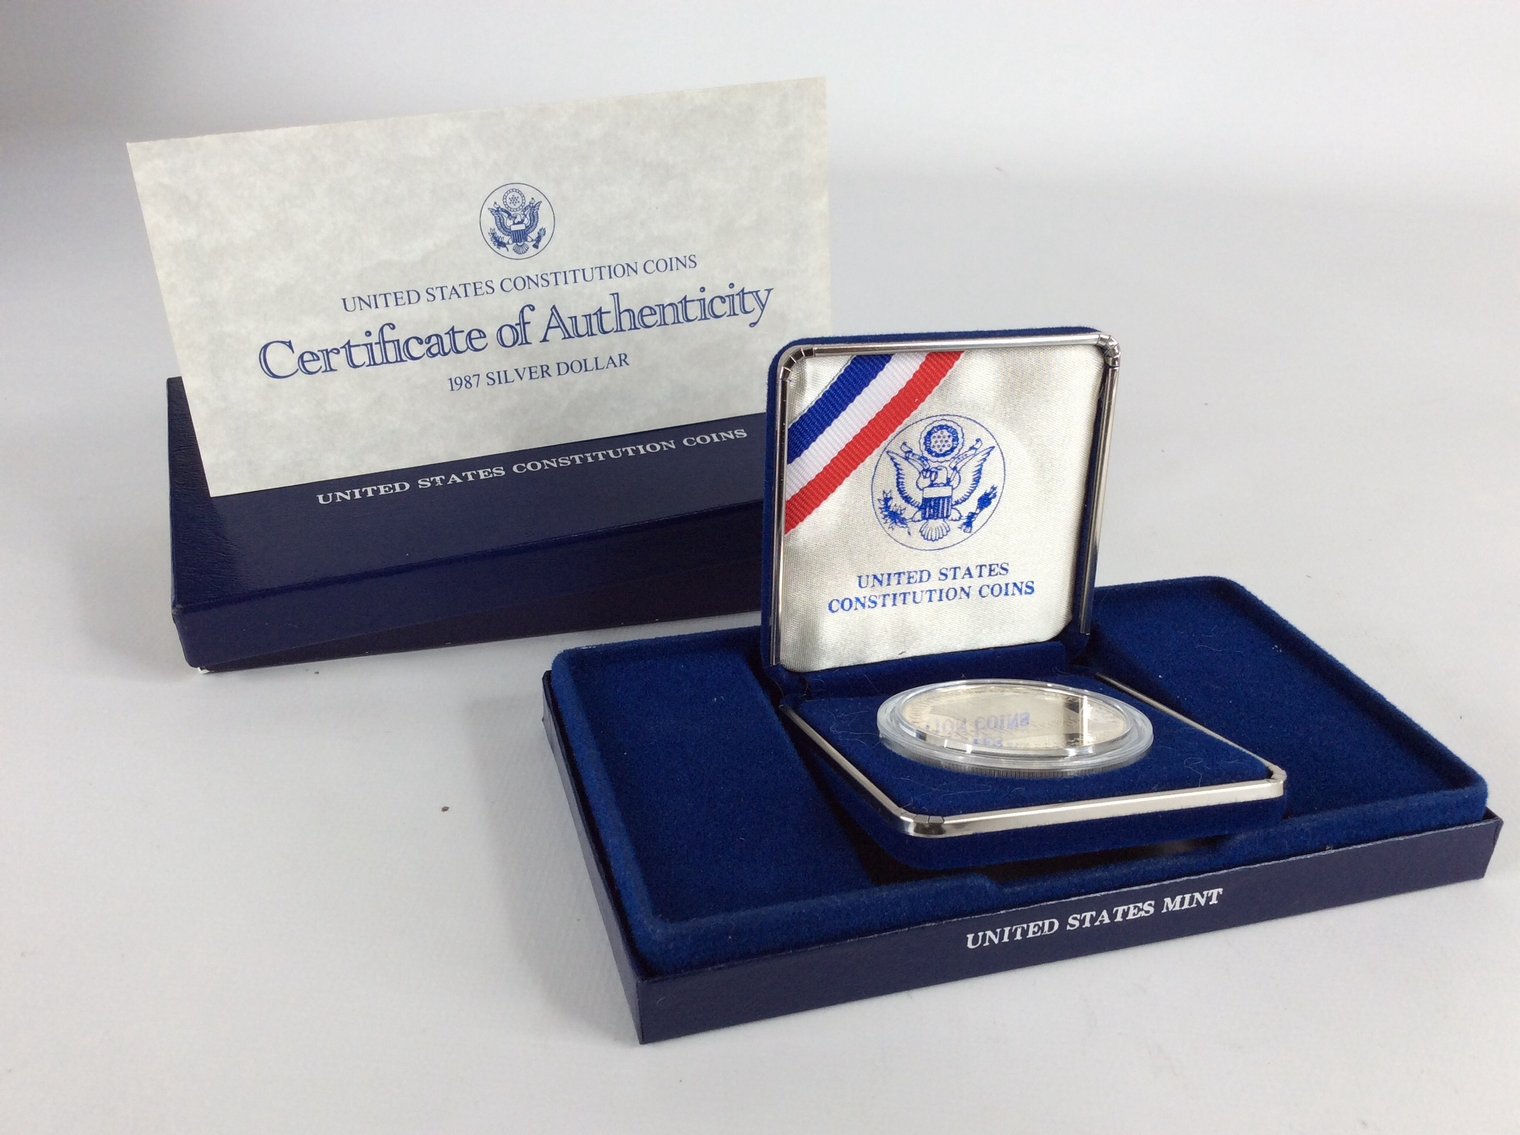 UNITED STATES CONSTITUTION COINS
Certificate of Authenticity
1987 SILVER DOLLAR
UNITED STATES CONSTITUTION COINS
UNITED STATES
CONSTITUTION COINS
UNITED STATES MINT